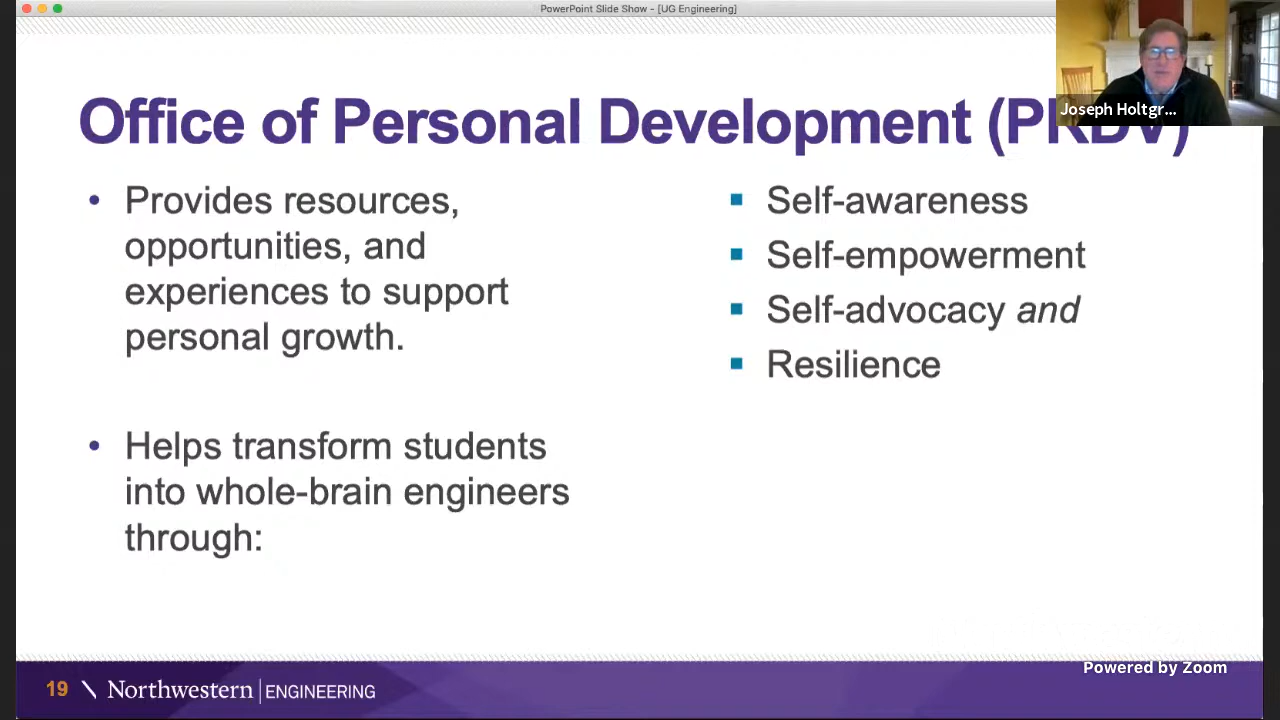 PowerPoint Slide Show - [UG Engineering]
Joseph Holtgr...
Office of Personal Development (PRDV)
• Provides resources,
opportunities, and
experiences to support
personal growth.
• Helps transform students
into whole-brain engineers
through:
▪ Self-awareness
▪ Self-empowerment
▪ Self-advocacy and
▪ Resilience
19 \ Northwestern | ENGINEERING
Powered by Zoom